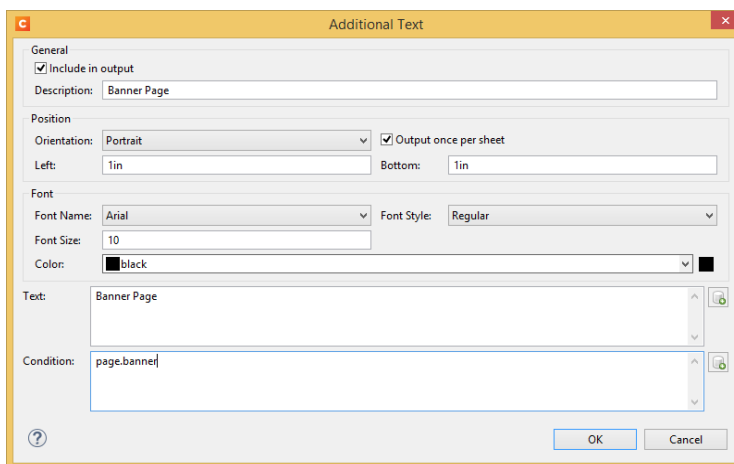 C
Additional Text
×
General
Include in output
Description: Banner Page
Position
Orientation: Portrait Output once per sheet
Left: 1in Bottom: 1in
Font
Font Name: Arial Font Style: Regular
Font Size: 10
Color: black
Text: Banner Page
Condition: page.banner
?
OK Cancel